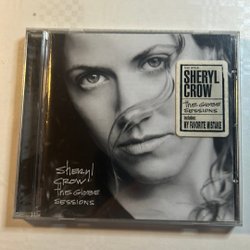 SHERYL
CROW
the GLOBE
SESSIONS
includes
MY FAVORITE MISTAKE
Sheryl
CROW
the GLOBE
SESSIONS